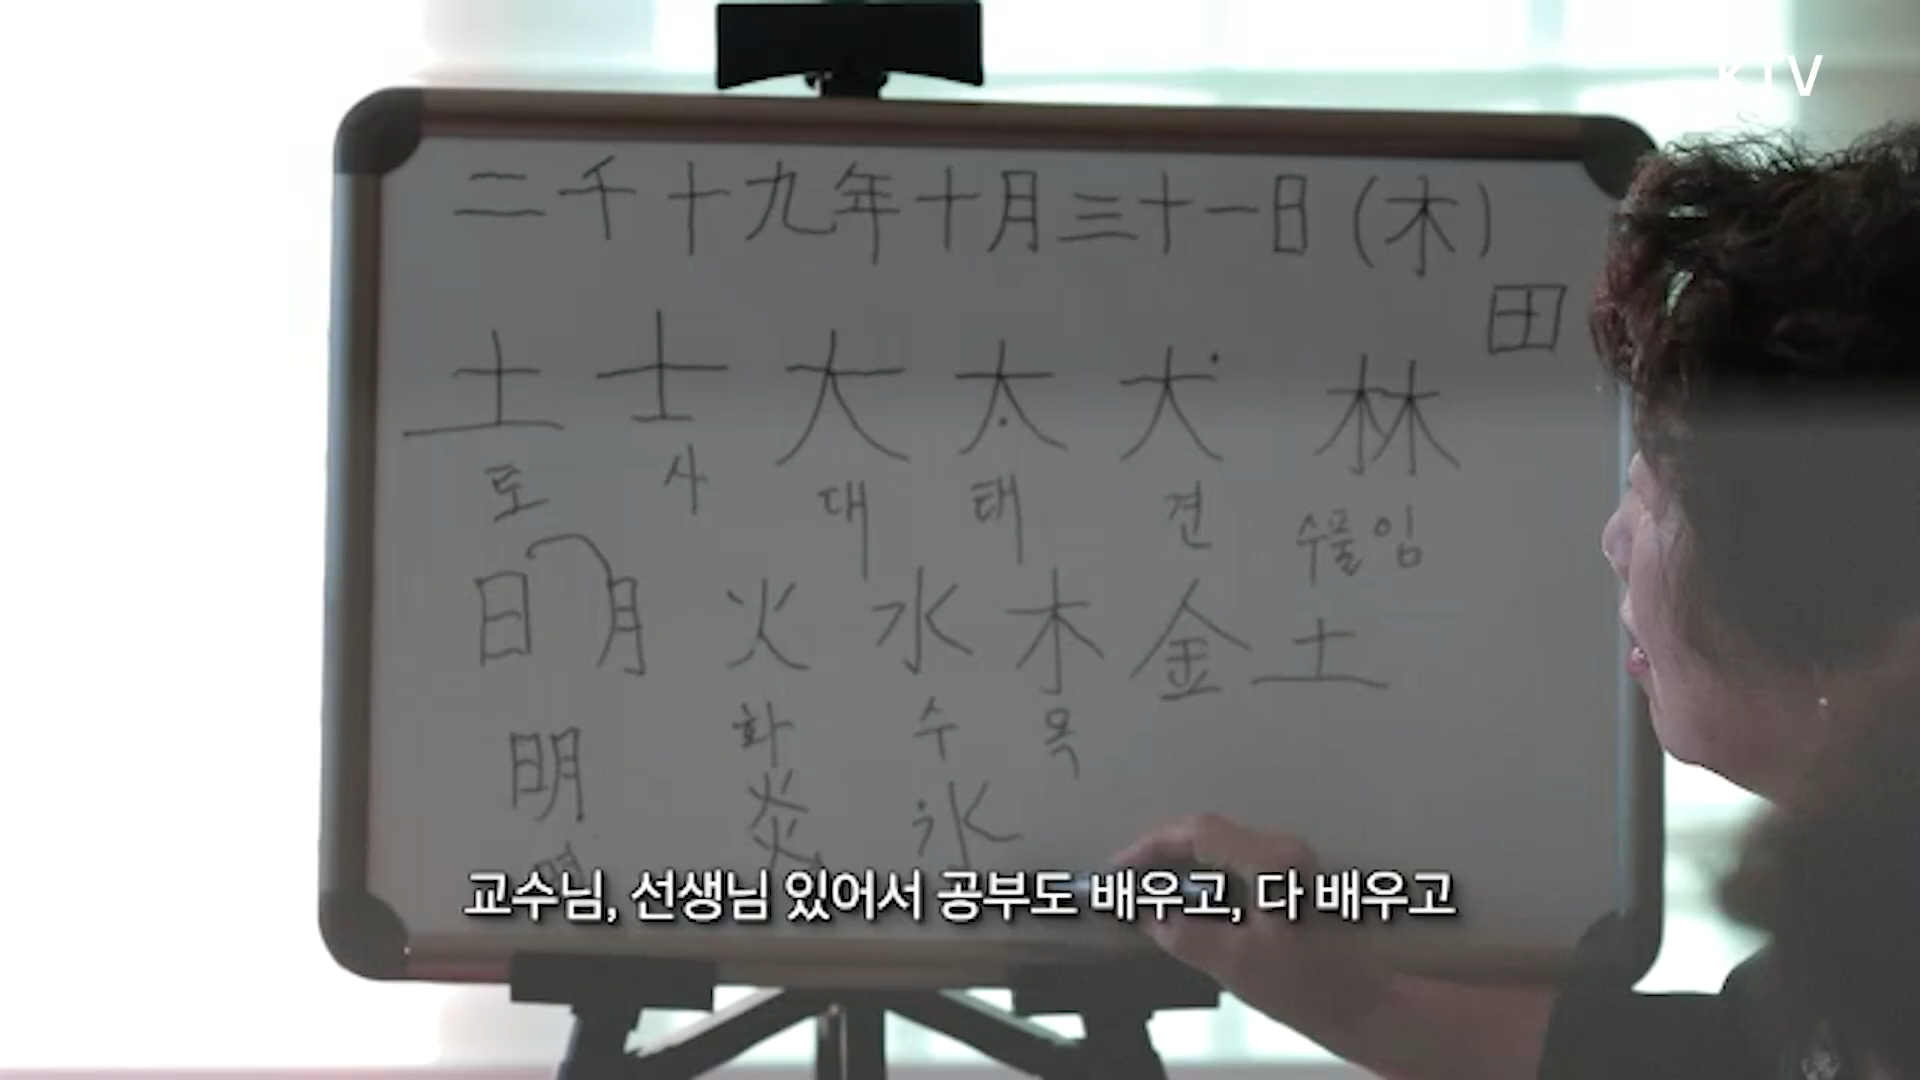 KTV
二千十九年十月三十一日(木)
田
土 士 大 太 犬 林
토 사 대 태 견 수풀임
日 月 火 水 木 金 土
화 수 목
明 炎 氷
명
교수님, 선생님 있어서 공부도 배우고, 다 배우고